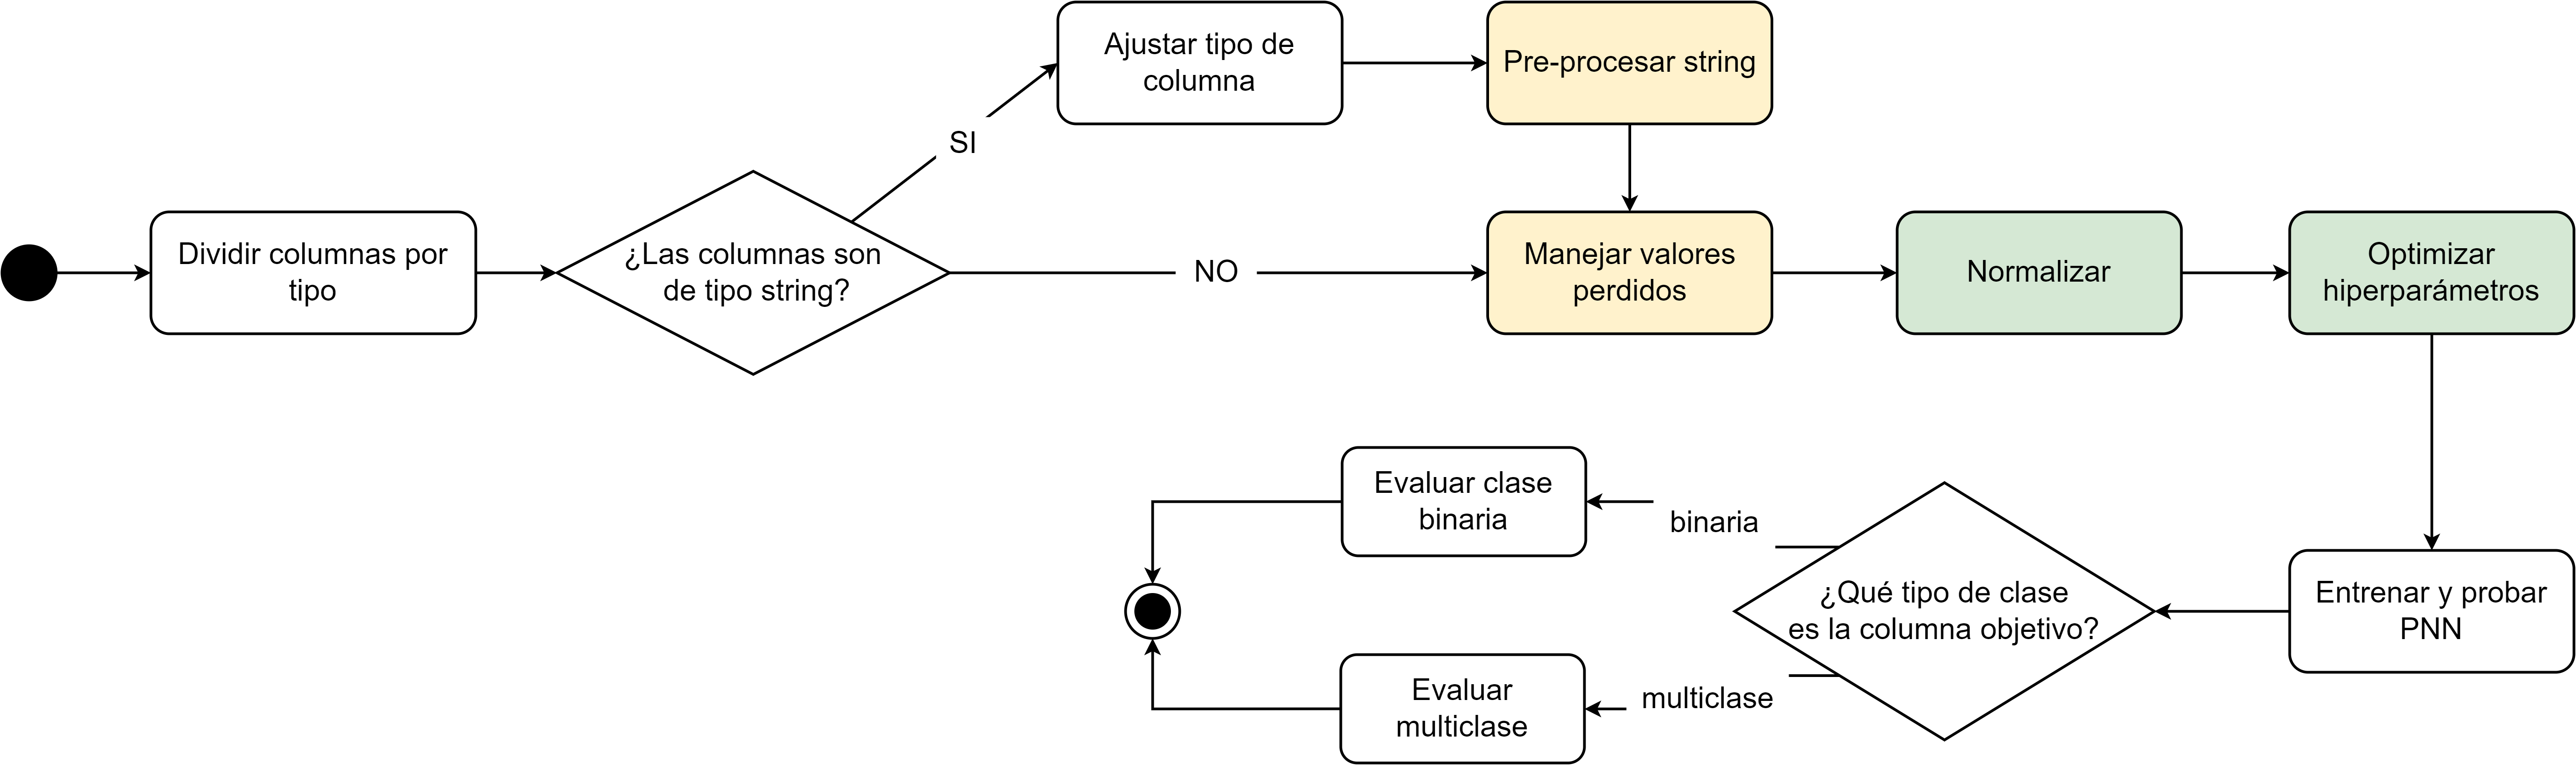 Ajustar tipo de
columna
Pre-procesar string
SI
Dividir columnas por
tipo
¿Las columnas son
de tipo string?
NO
Manejar valores
perdidos
Normalizar
Optimizar
hiperparámetros
Entrenar y probar
PNN
¿Qué tipo de clase
es la columna objetivo?
binaria
Evaluar clase
binaria
multiclase
Evaluar
multiclase